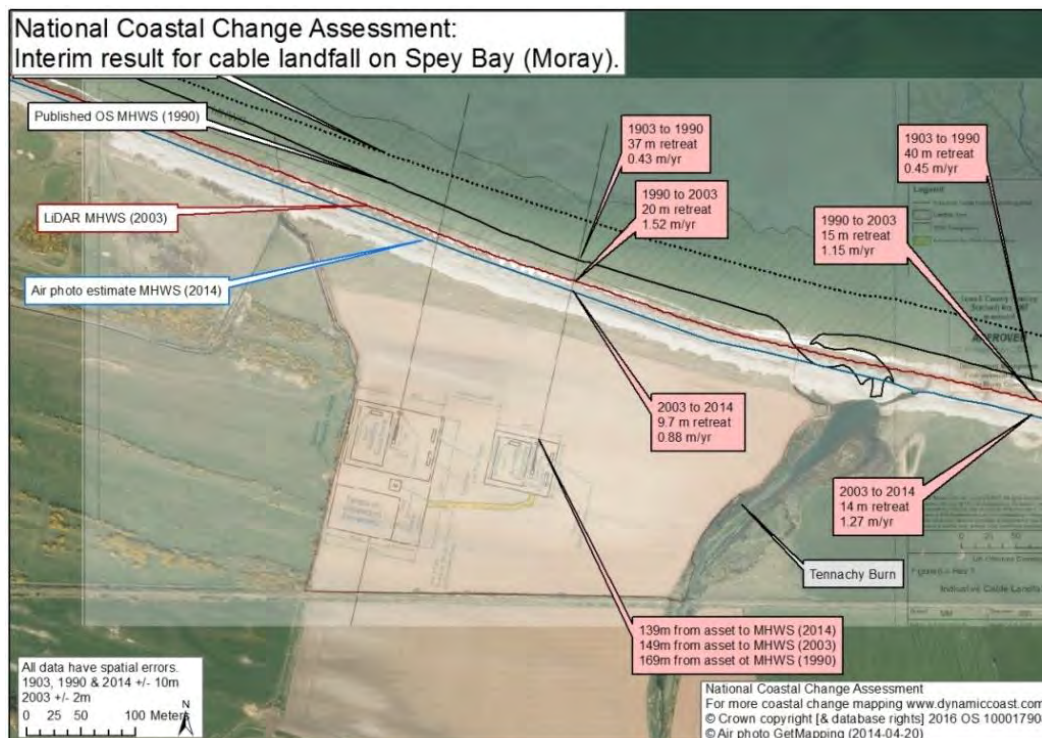 National Coastal Change Assessment:
Interim result for cable landfall on Spey Bay (Moray).
Published OS MHWS (1990)
LiDAR MHWS (2003)
Air photo estimate MHWS (2014)
1903 to 1990
37 m retreat
0.43 m/yr
1990 to 2003
20 m retreat
1.52 m/yr
1903 to 1990
40 m retreat
0.45 m/yr
1990 to 2003
15 m retreat
1.15 m/yr
Legend
APPROVED
2003 to 2014
9.7 m retreat
0.88 m/yr
2003 to 2014
14 m retreat
1.27 m/yr
0 25 50
Tennachy Burn
Indicative Cable Landfa
139m from asset to MHWS (2014)
149m from asset to MHWS (2003)
169m from asset ot MHWS (1990)
All data have spatial errors.
1903, 1990 & 2014 +/- 10m
2003 +/- 2m
N
0 25 50 100 Meters
National Coastal Change Assessment
For more coastal change mapping www.dynamiccoast.com
© Crown copyright [& database rights] 2016 OS 10001790
© Air photo GetMapping (2014-04-20)